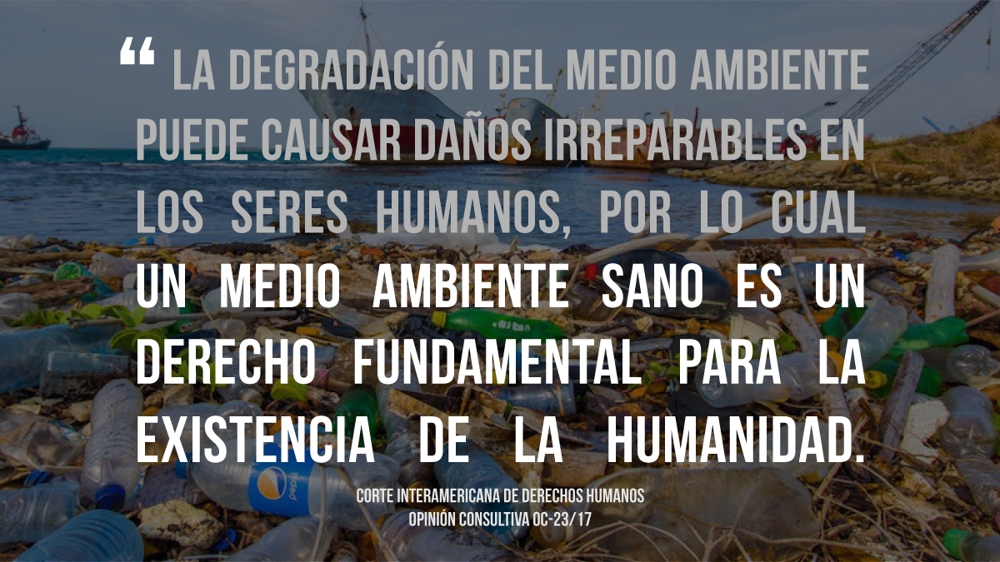 “ LA DEGRADACIÓN DEL MEDIO AMBIENTE
PUEDE CAUSAR DAÑOS IRREPARABLES EN
LOS SERES HUMANOS, POR LO CUAL
UN MEDIO AMBIENTE SANO ES UN
DERECHO FUNDAMENTAL PARA LA
EXISTENCIA DE LA HUMANIDAD.
CORTE INTERAMERICANA DE DERECHOS HUMANOS
OPINIÓN CONSULTIVA OC-23/17